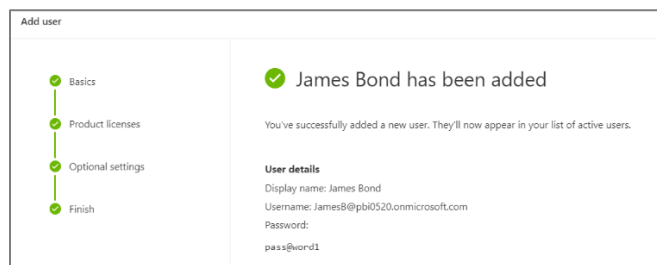 Add user
Basics
Product licenses
Optional settings
Finish
James Bond has been added
You've successfully added a new user. They'll now appear in your list of active users.
User details
Display name: James Bond
Username: JamesB@pbi0520.onmicrosoft.com
Password:
pass@word1